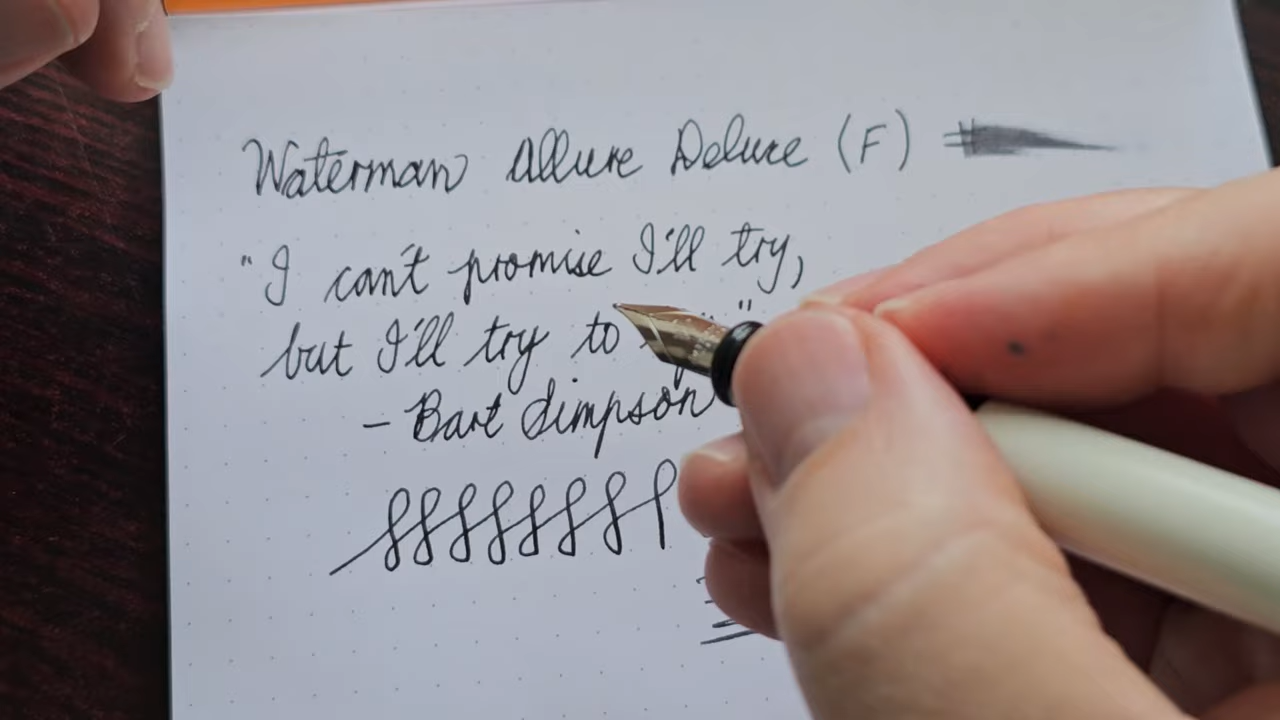 Waterman Allure Deluxe (F)
"I can't promise I'll try,
but I'll try to "
- Bart Simpson